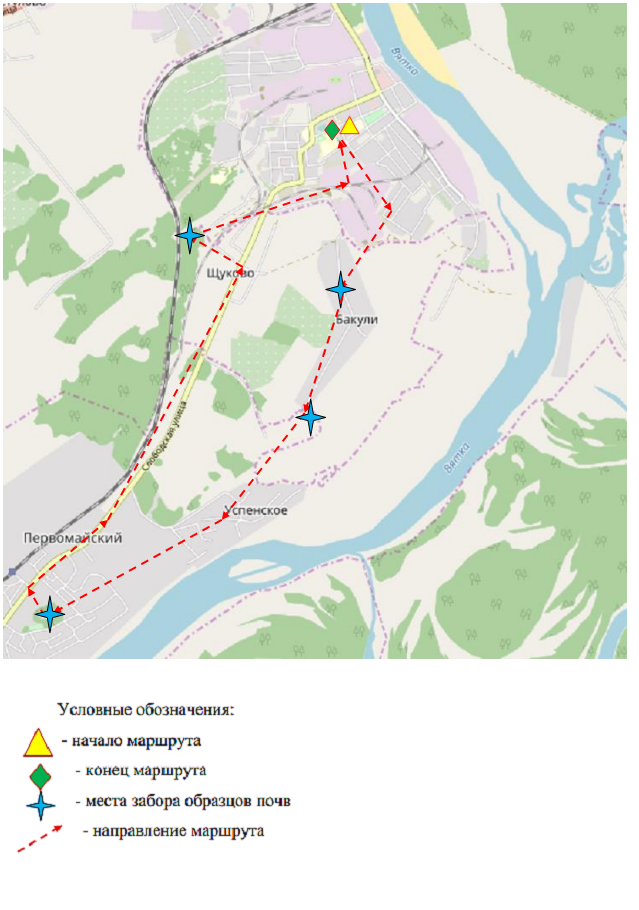 Вятка
Щуково
Бакули
Слободская улица
Вятка
Успенское
Первомайский
Условные обозначения:
- начало маршрута
- конец маршрута
- места забора образцов почв
- направление маршрута